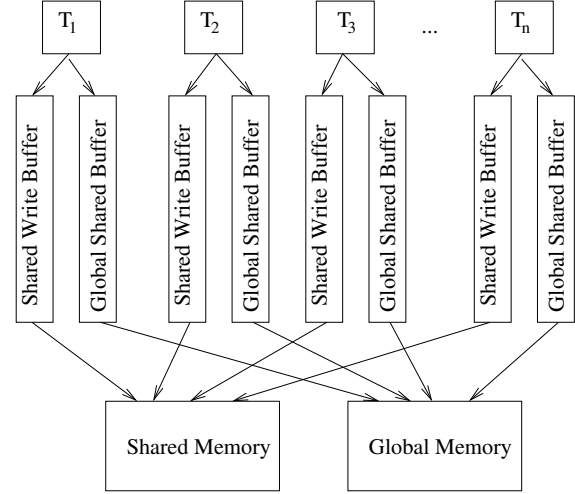 T1 T2 T3 ... Tn
Shared Write Buffer
Global Shared Buffer
Shared Write Buffer
Global Shared Buffer
Shared Write Buffer
Global Shared Buffer
Shared Write Buffer
Global Shared Buffer
Shared Memory
Global Memory